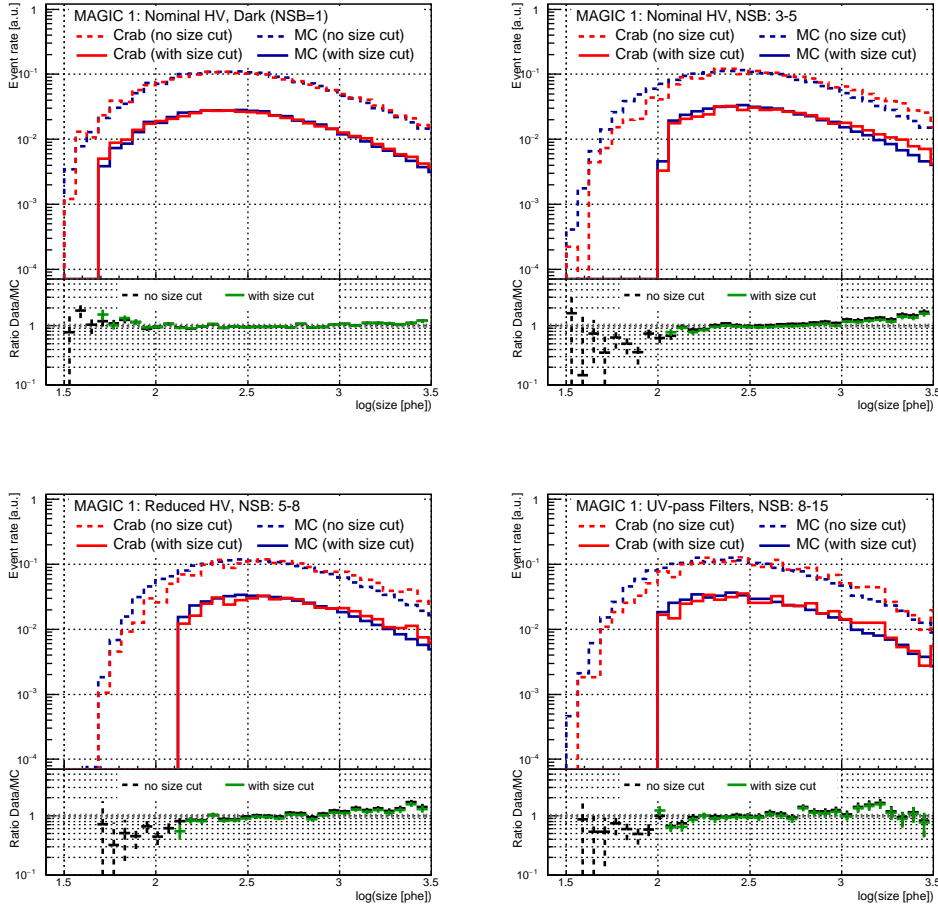 MAGIC 1: Nominal HV, Dark (NSB=1)
Crab (no size cut) MC (no size cut)
Crab (with size cut) MC (with size cut)
Event rate [a.u.]
1
10⁻¹
10⁻²
10⁻³
10⁻⁴
no size cut with size cut
Ratio Data/MC
1
10⁻¹
1.5 2 2.5 3 3.5
log(size [phe])
MAGIC 1: Nominal HV, NSB: 3-5
Crab (no size cut) MC (no size cut)
Crab (with size cut) MC (with size cut)
Event rate [a.u.]
1
10⁻¹
10⁻²
10⁻³
10⁻⁴
no size cut with size cut
Ratio Data/MC
1
10⁻¹
1.5 2 2.5 3 3.5
log(size [phe])
MAGIC 1: Reduced HV, NSB: 5-8
Crab (no size cut) MC (no size cut)
Crab (with size cut) MC (with size cut)
Event rate [a.u.]
1
10⁻¹
10⁻²
10⁻³
10⁻⁴
no size cut with size cut
Ratio Data/MC
1
10⁻¹
1.5 2 2.5 3 3.5
log(size [phe])
MAGIC 1: UV-pass Filters, NSB: 8-15
Crab (no size cut) MC (no size cut)
Crab (with size cut) MC (with size cut)
Event rate [a.u.]
1
10⁻¹
10⁻²
10⁻³
10⁻⁴
no size cut with size cut
Ratio Data/MC
1
10⁻¹
1.5 2 2.5 3 3.5
log(size [phe])